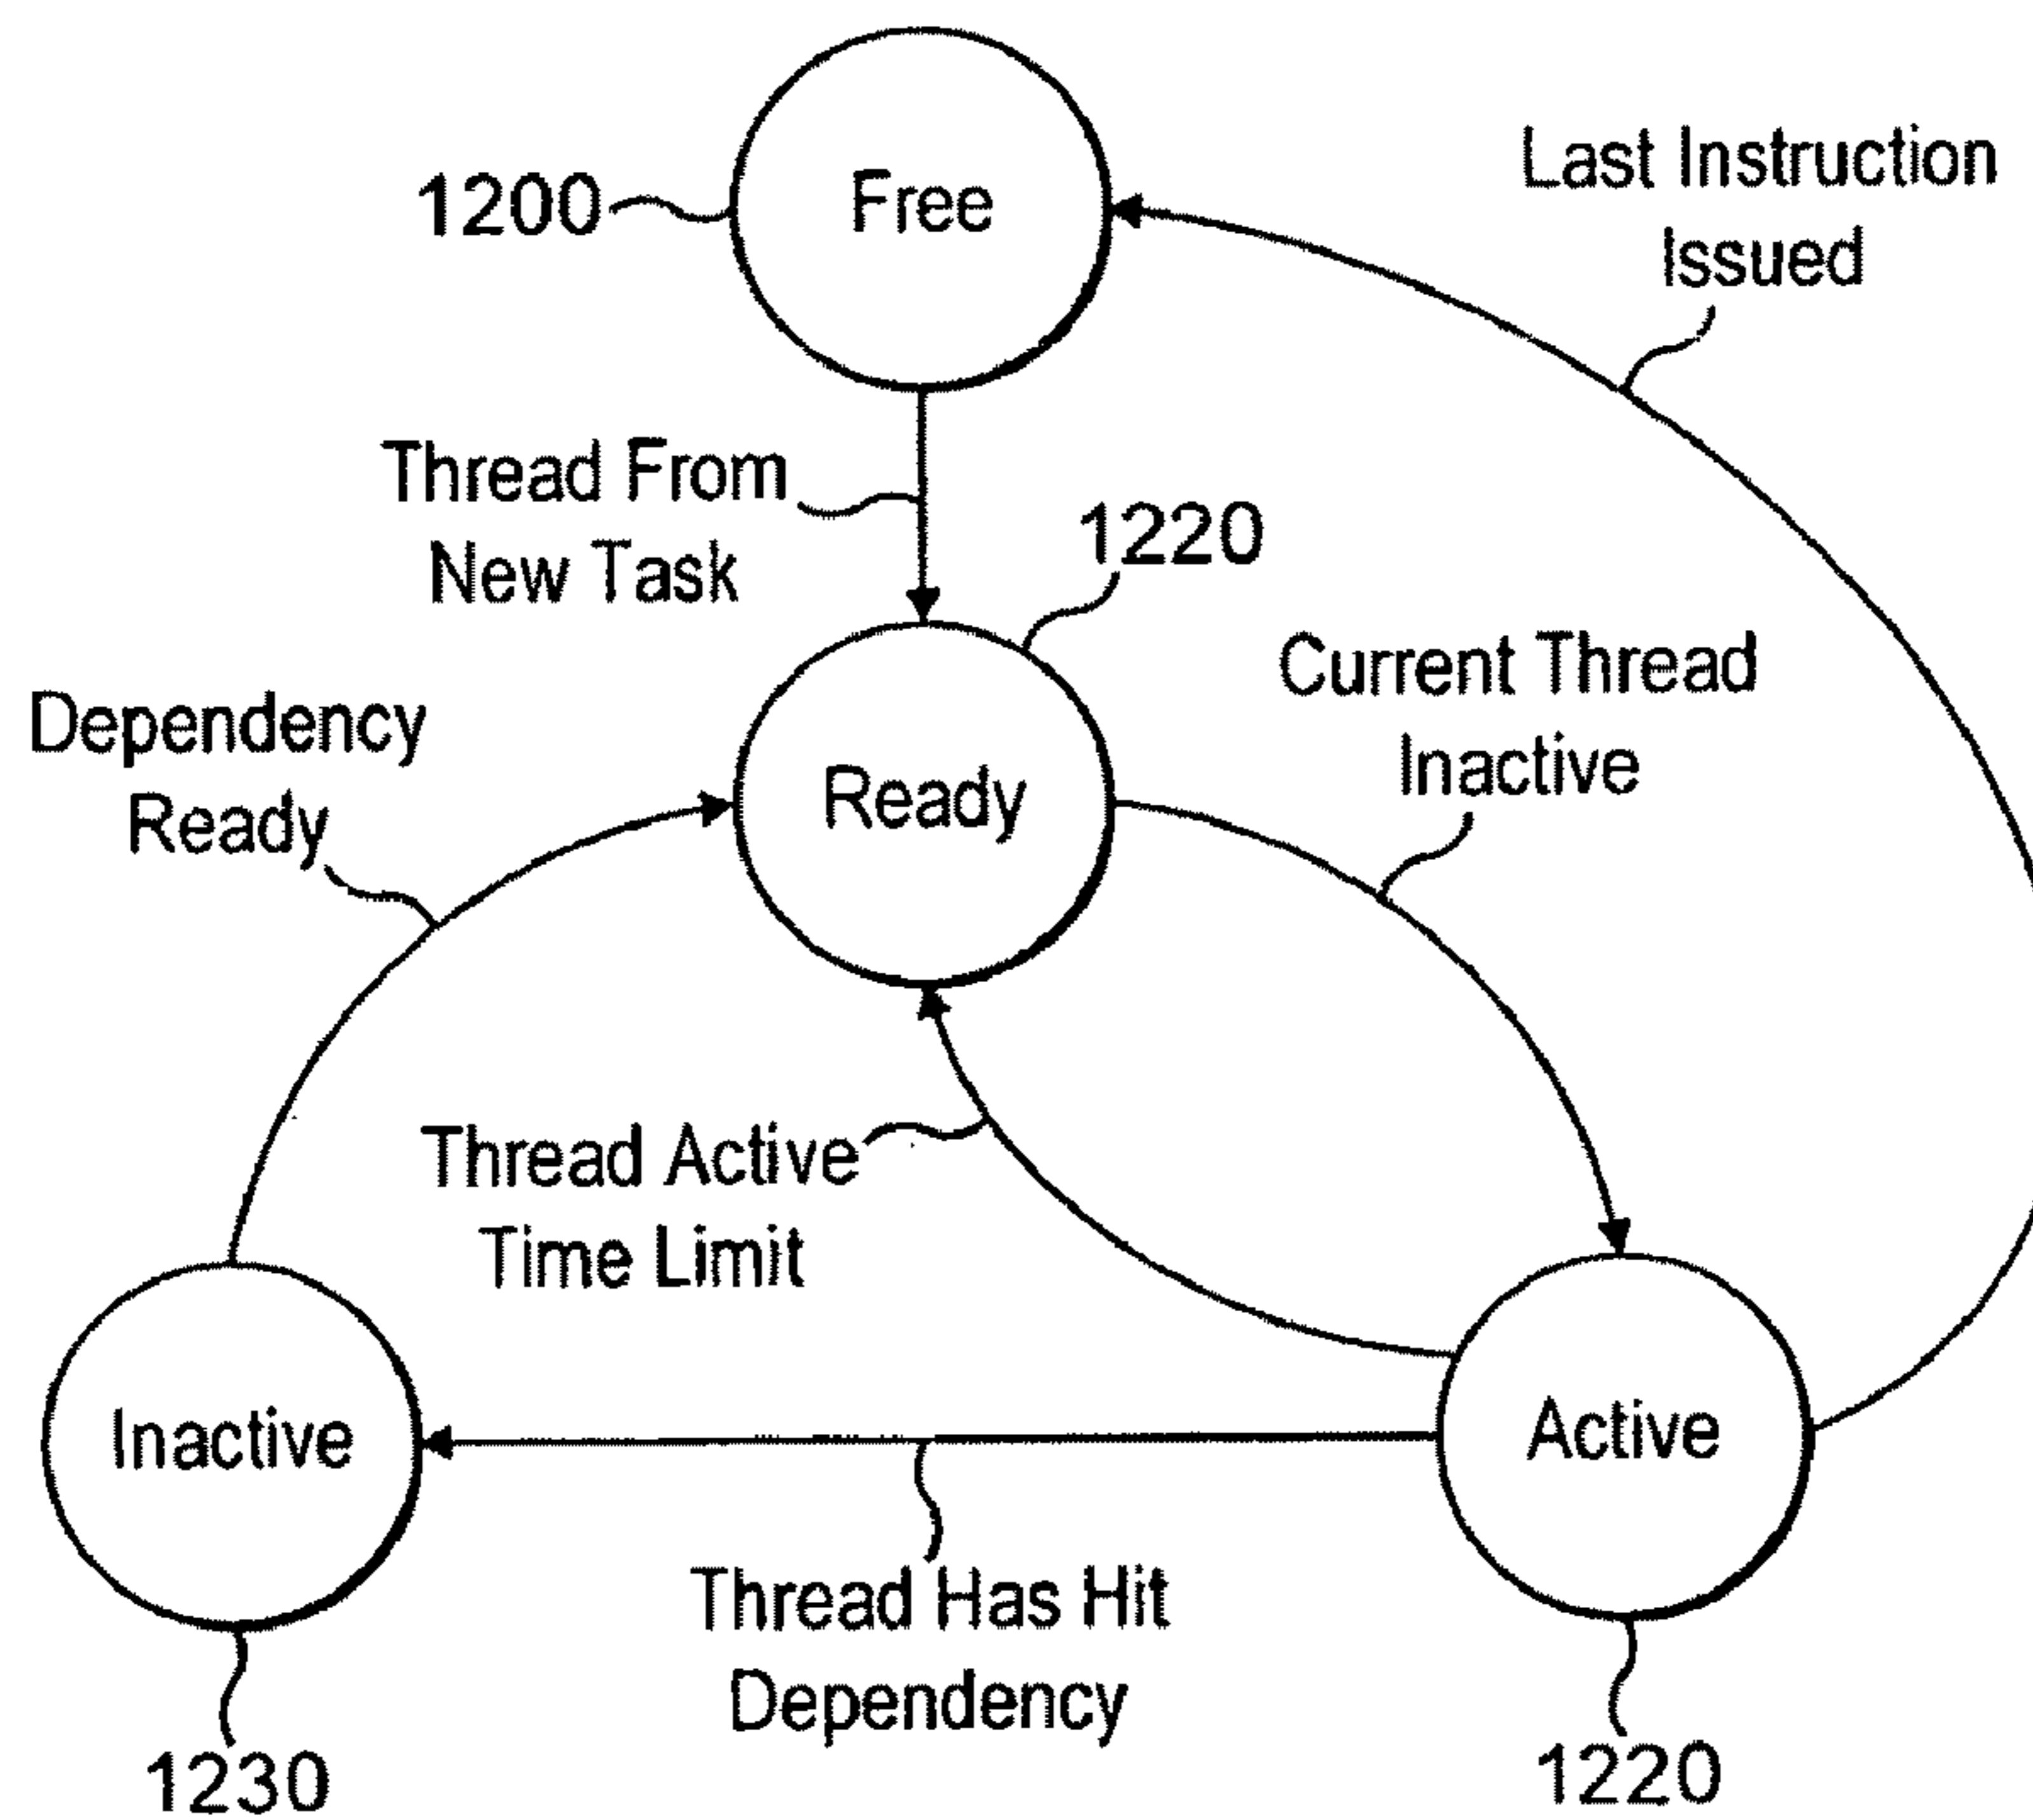 Free
1200
Last Instruction
Issued
Thread From
New Task
1220
Current Thread
Inactive
Dependency
Ready
Ready
Thread Active
Time Limit
Inactive
Active
Thread Has Hit
Dependency
1230
1220